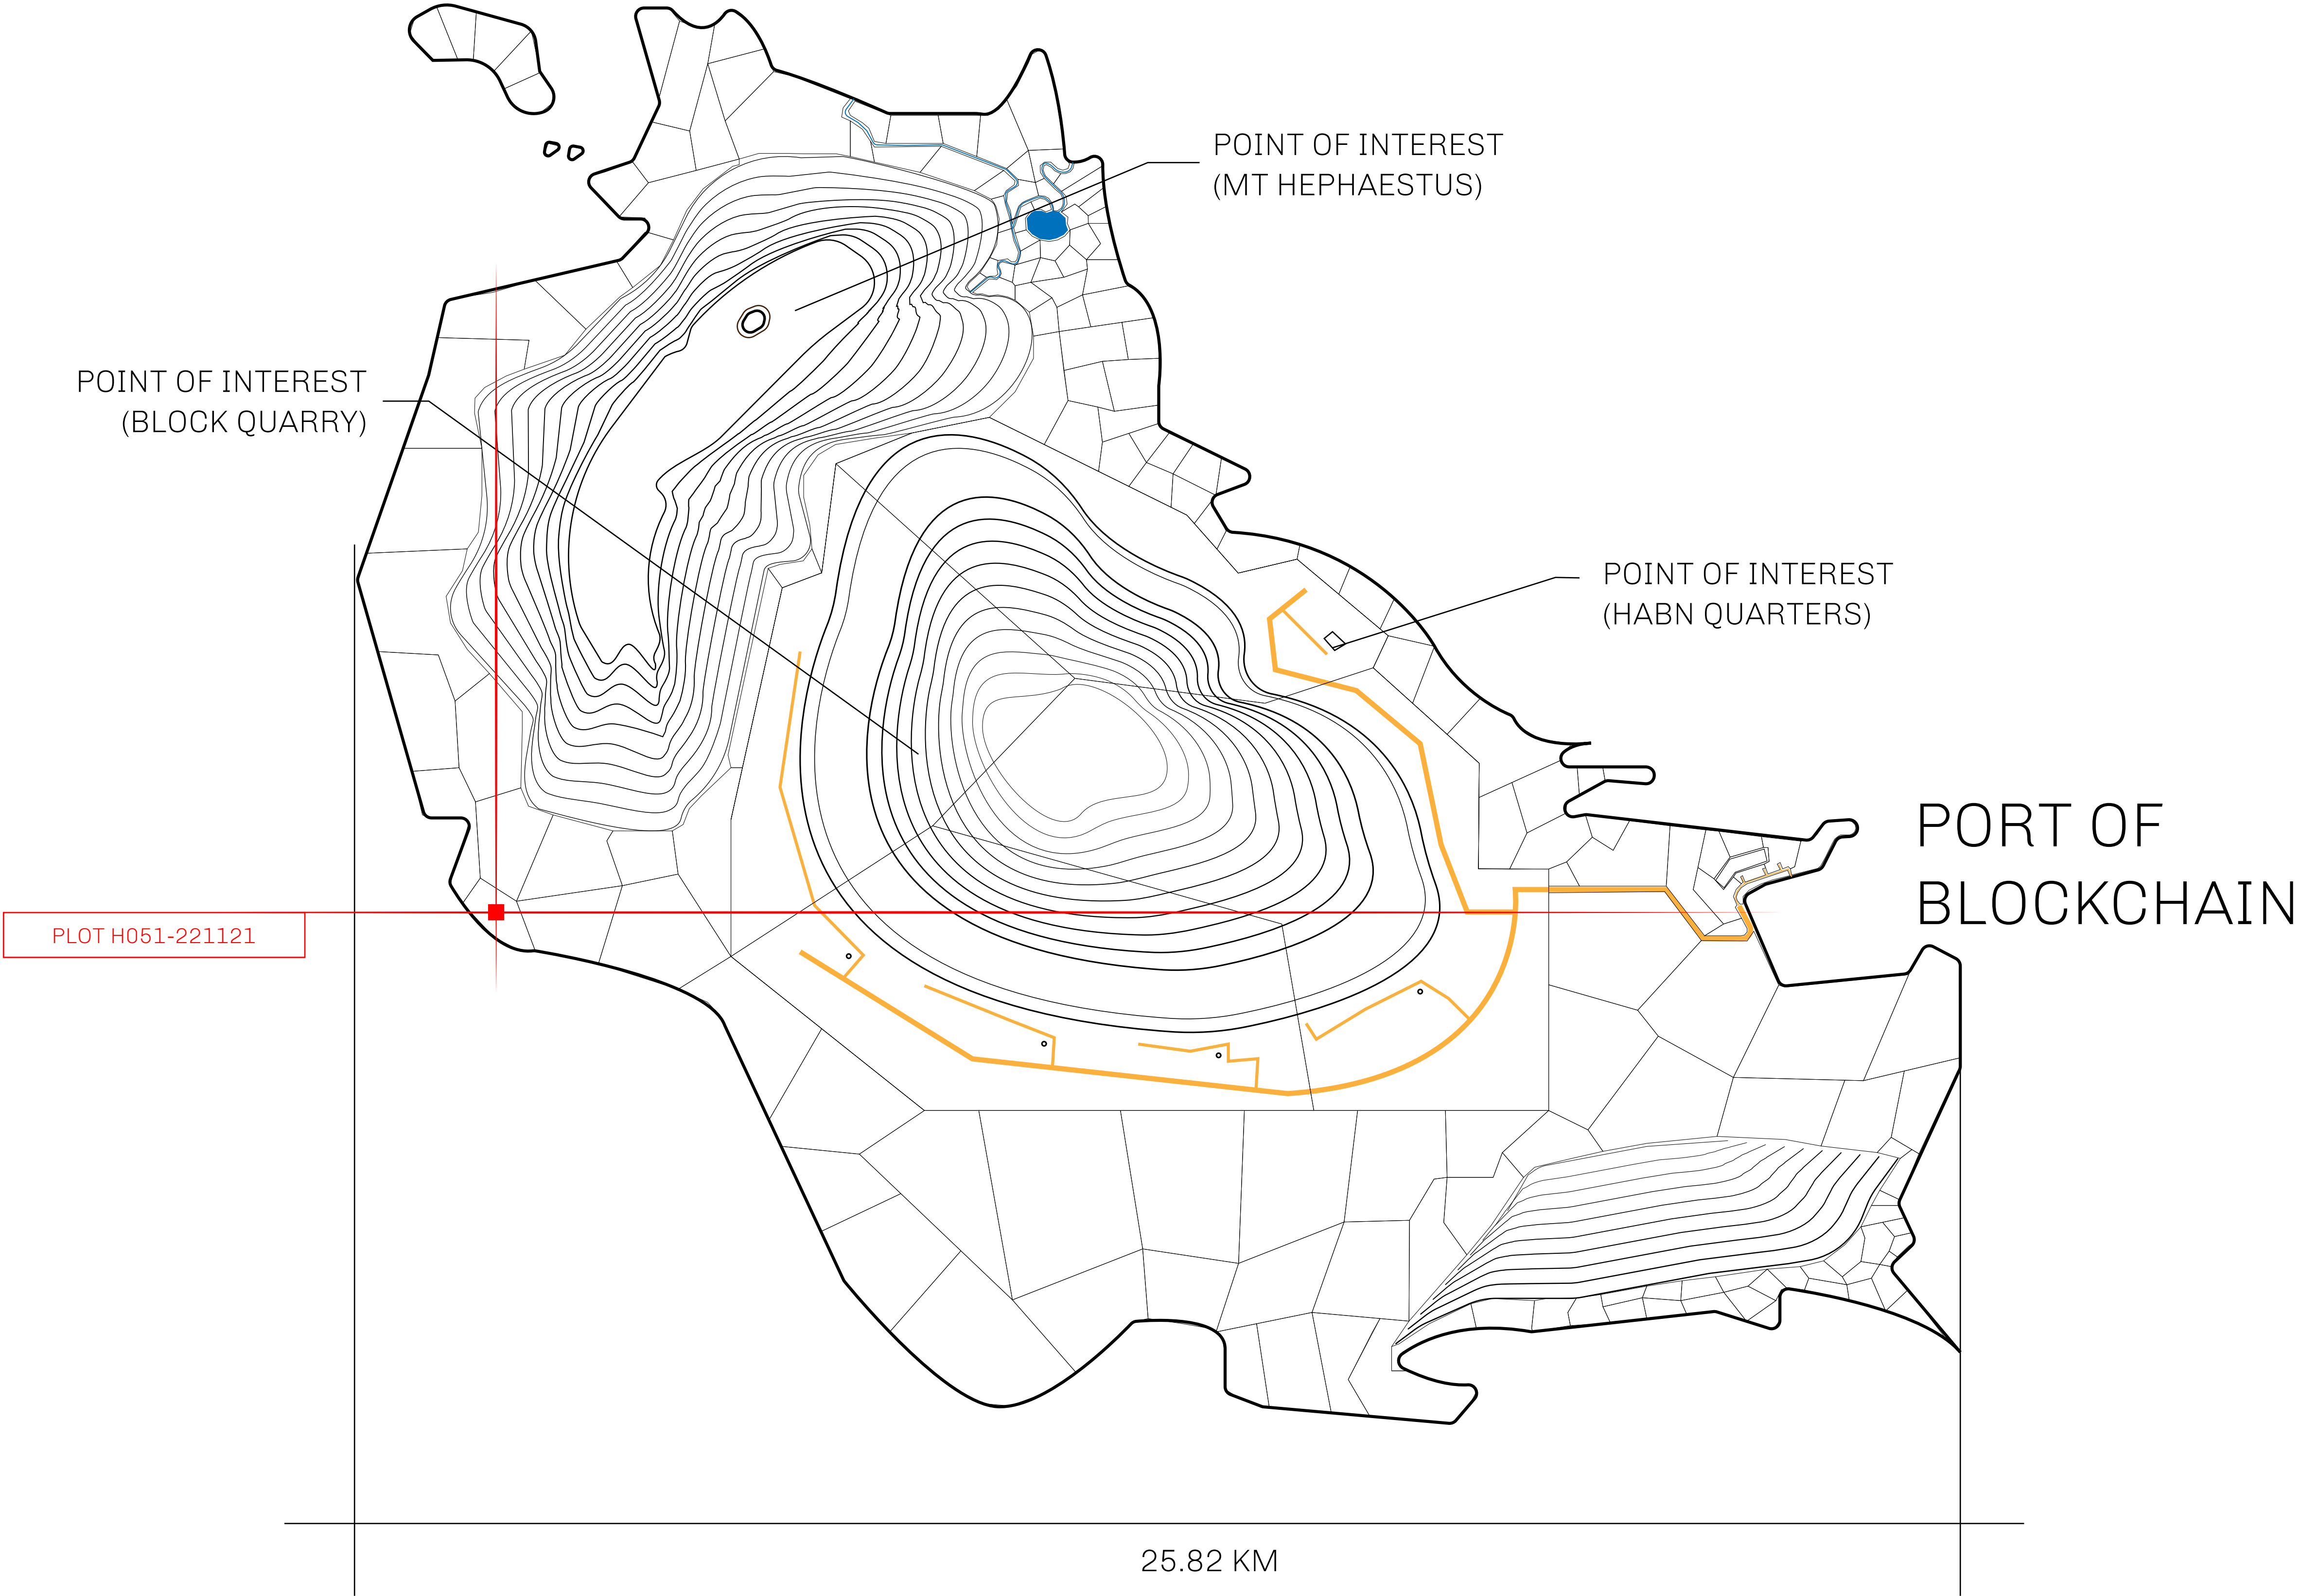 POINT OF INTEREST
(MT HEPHAESTUS)
POINT OF INTEREST
(BLOCK QUARRY)
POINT OF INTEREST
(HABN QUARTERS)
PORT OF
BLOCKCHAIN
PLOT H051-221121
25.82 KM